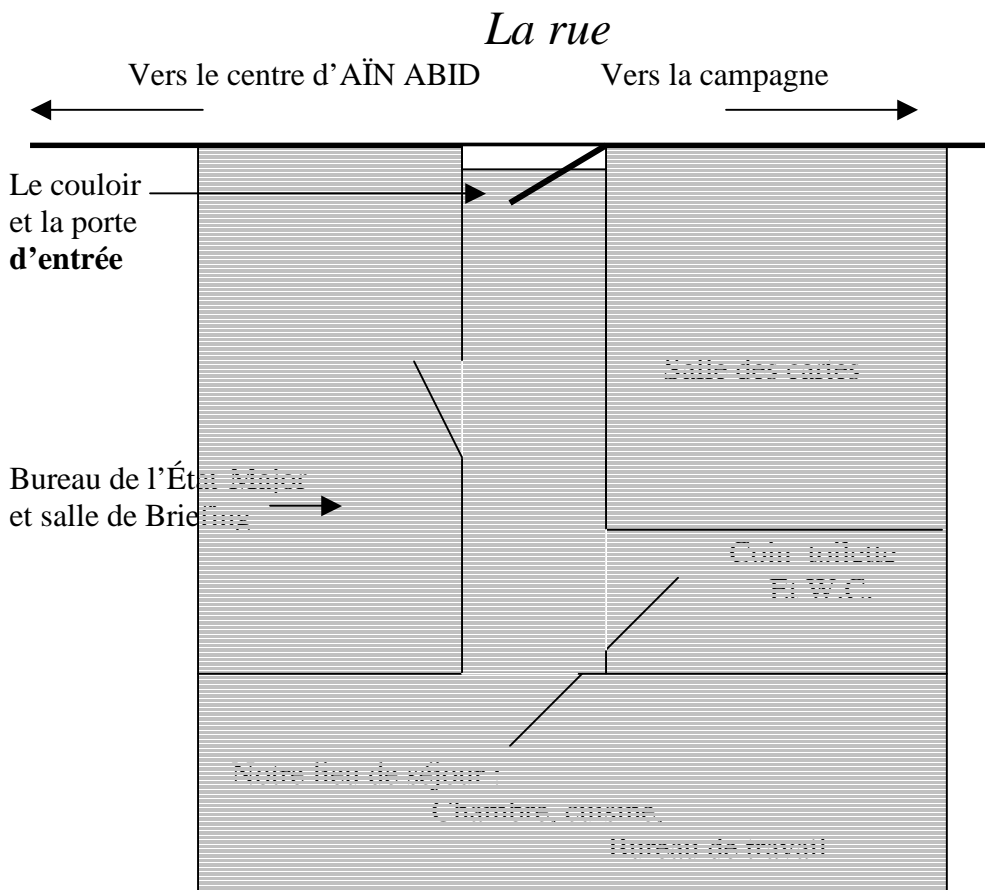 La rue
Vers le centre d’AÏN ABID
Vers la campagne
Le couloir
et la porte
d’entrée
Salle des cartes
Bureau de l’État Major
et salle de Briefing
Coin toilette
Et W.C.
Notre lieu de séjour :
Chambre, cuisine,
Bureau de travail